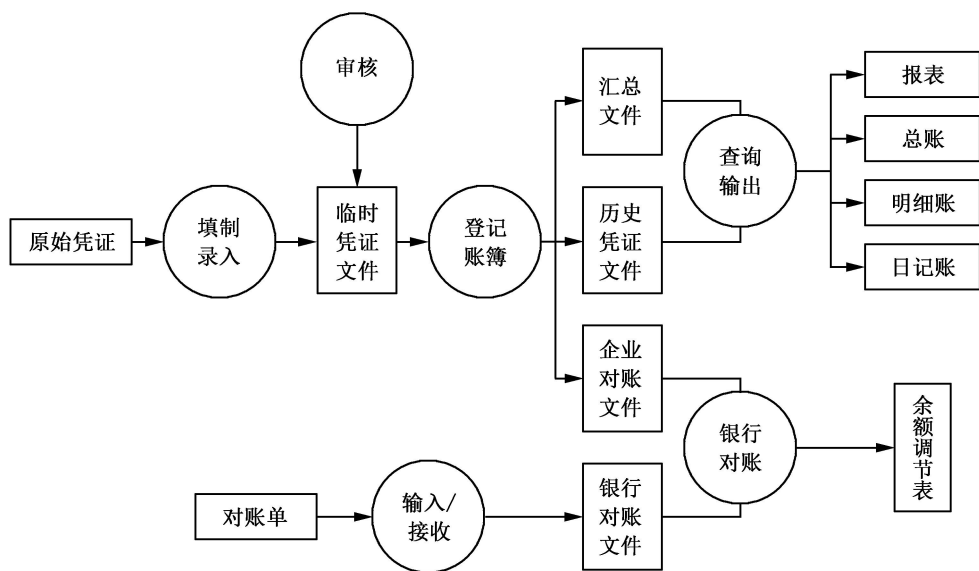 审核
汇总
文件
查询
输出
报表
总账
明细账
日记账
原始凭证
填制
录入
临时
凭证
文件
登记
账簿
历史
凭证
文件
企业
对账
文件
银行
对账
余额调节表
对账单
输入/
接收
银行
对账
文件